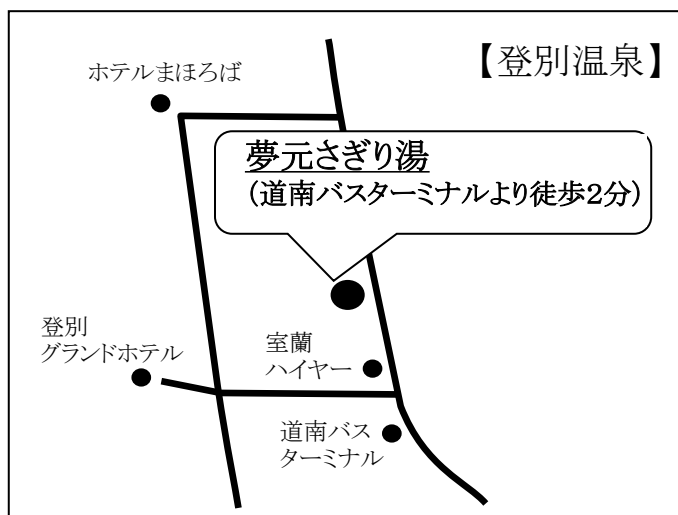 【登別温泉】
ホテルまほろば
夢元さぎり湯
(道南バスターミナルより徒歩2分)
登別
グランドホテル
室蘭
ハイヤー
道南バス
ターミナル